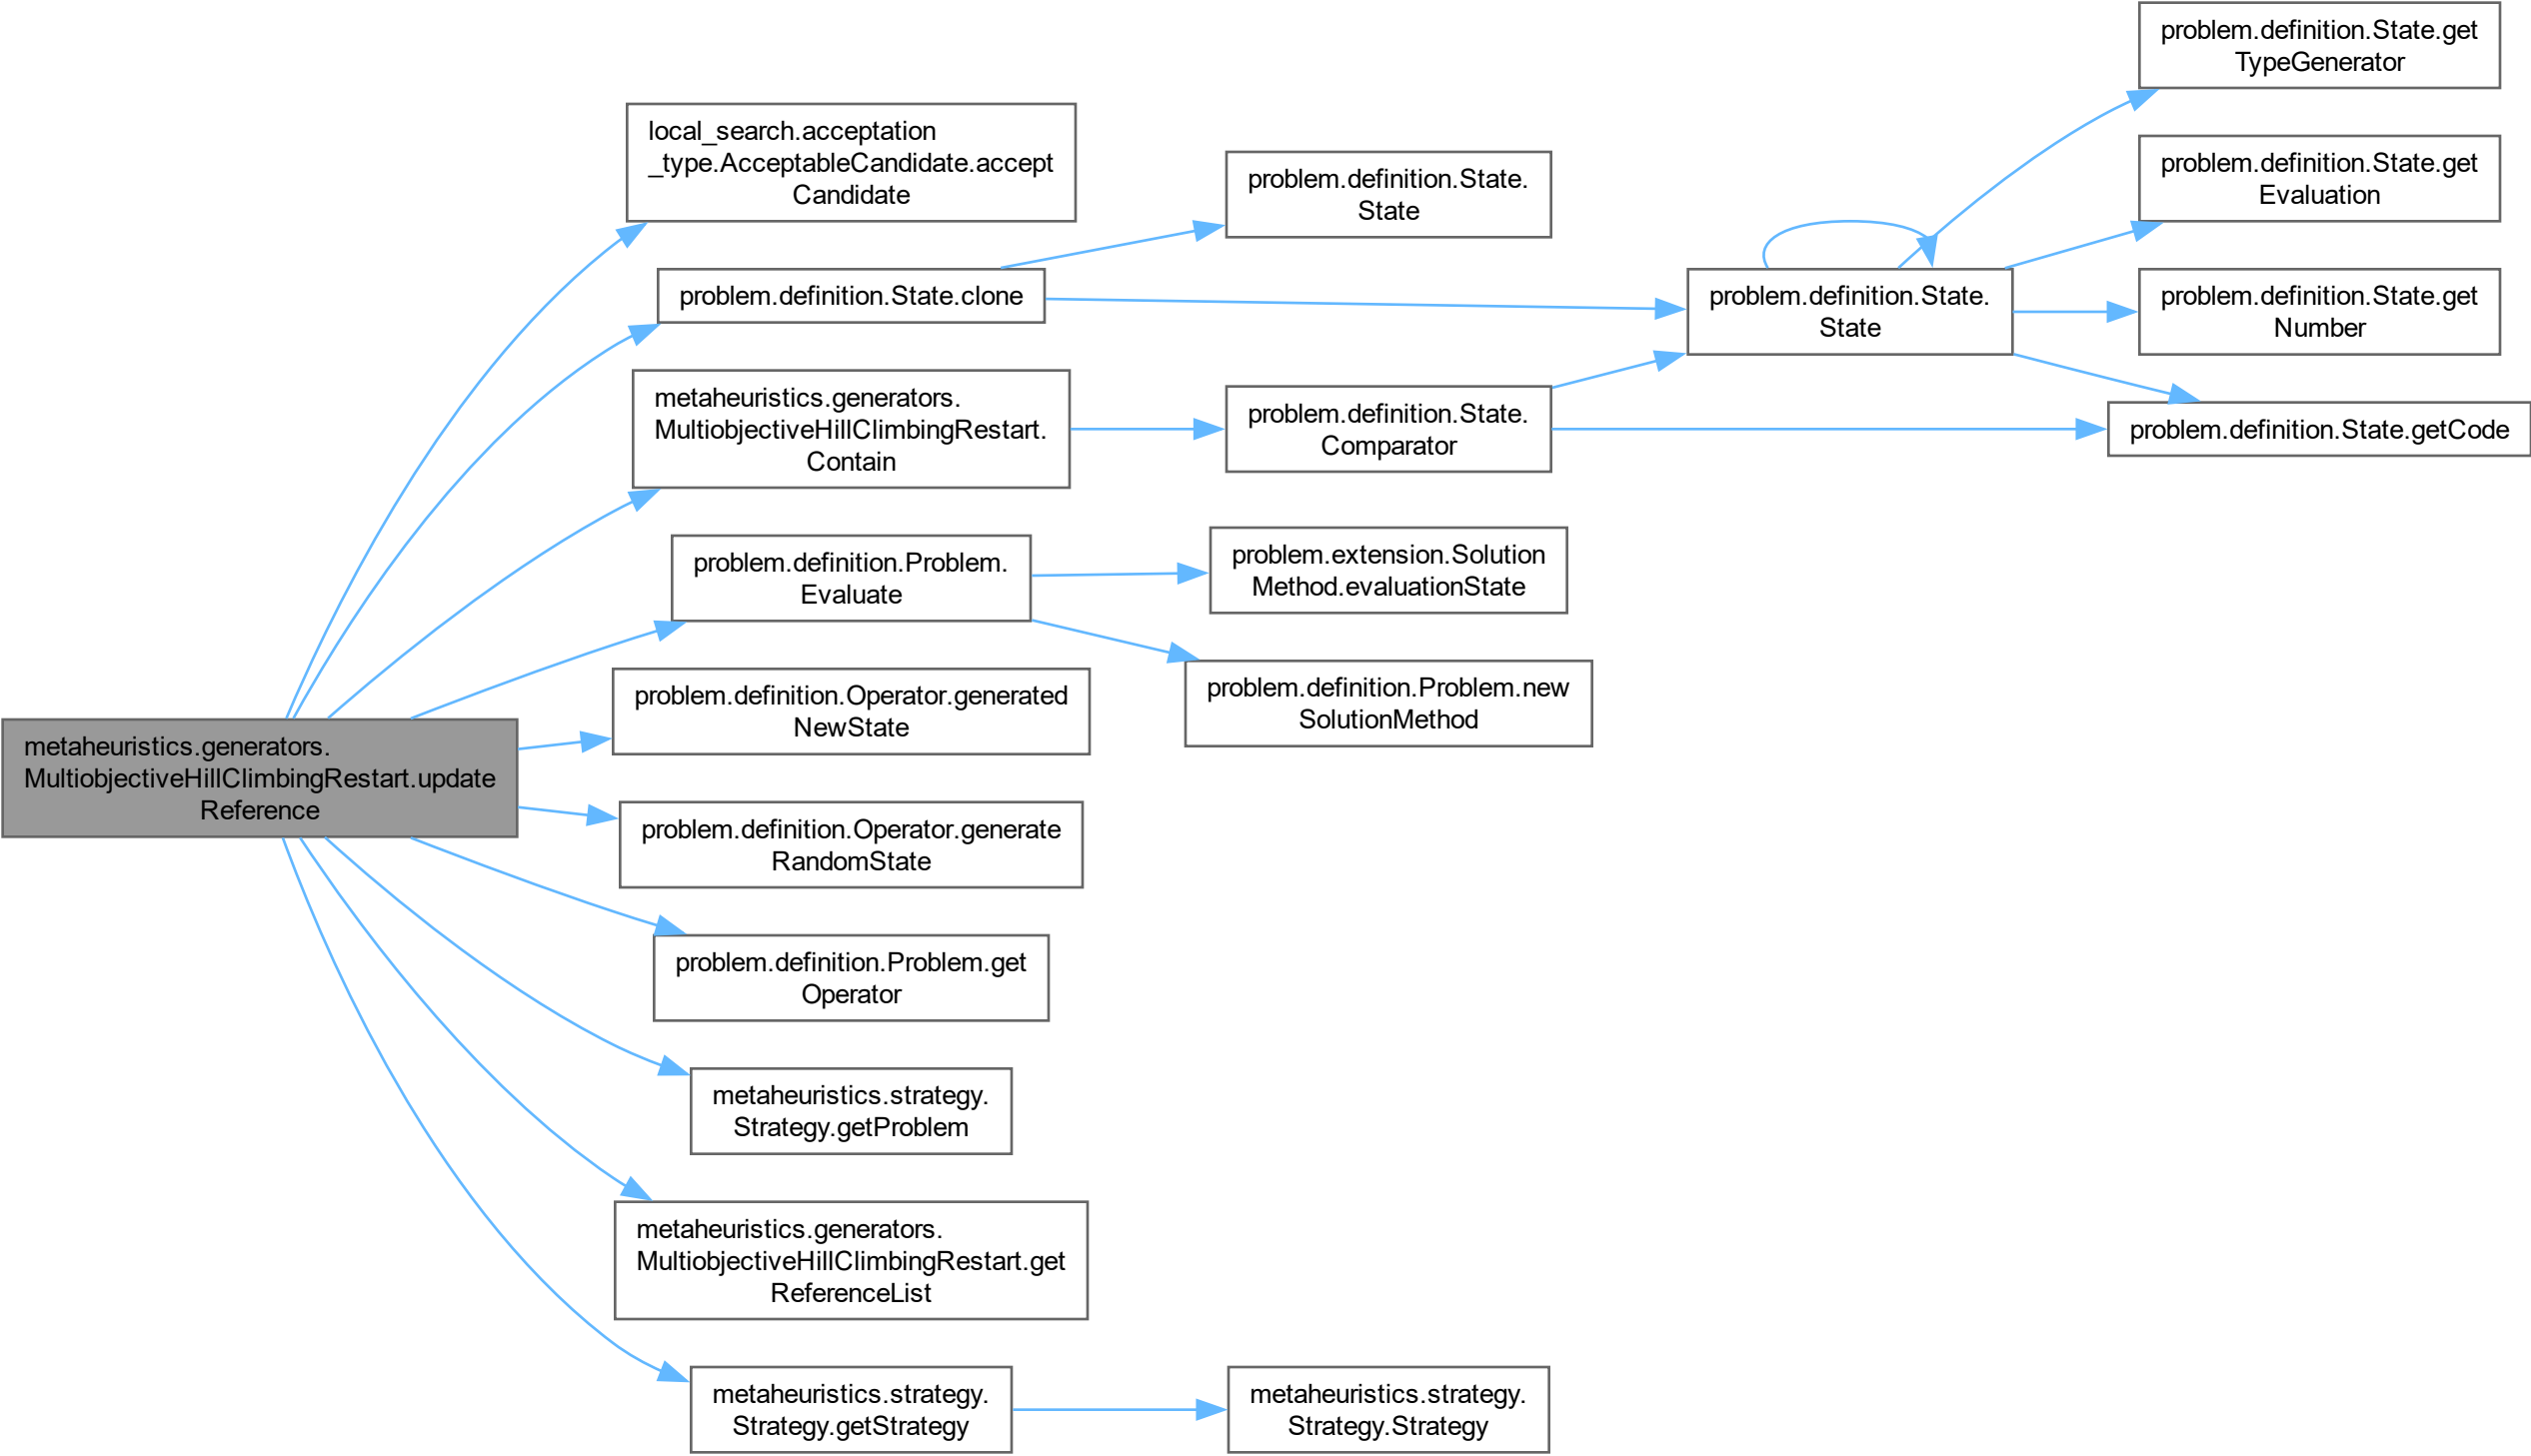 metaheuristics.generators.
MultiobjectiveHillClimbingRestart.update
Reference
local_search.acceptation
_type.AcceptableCandidate.accept
Candidate
problem.definition.State.clone
metaheuristics.generators.
MultiobjectiveHillClimbingRestart.
Contain
problem.definition.Problem.
Evaluate
problem.definition.Operator.generated
NewState
problem.definition.Operator.generate
RandomState
problem.definition.Problem.get
Operator
metaheuristics.strategy.
Strategy.getProblem
metaheuristics.generators.
MultiobjectiveHillClimbingRestart.get
ReferenceList
metaheuristics.strategy.
Strategy.getStrategy
problem.definition.State.
State
problem.definition.State.
Comparator
problem.extension.Solution
Method.evaluationState
problem.definition.Problem.new
SolutionMethod
metaheuristics.strategy.
Strategy.Strategy
problem.definition.State.
State
problem.definition.State.get
TypeGenerator
problem.definition.State.get
Evaluation
problem.definition.State.get
Number
problem.definition.State.getCode